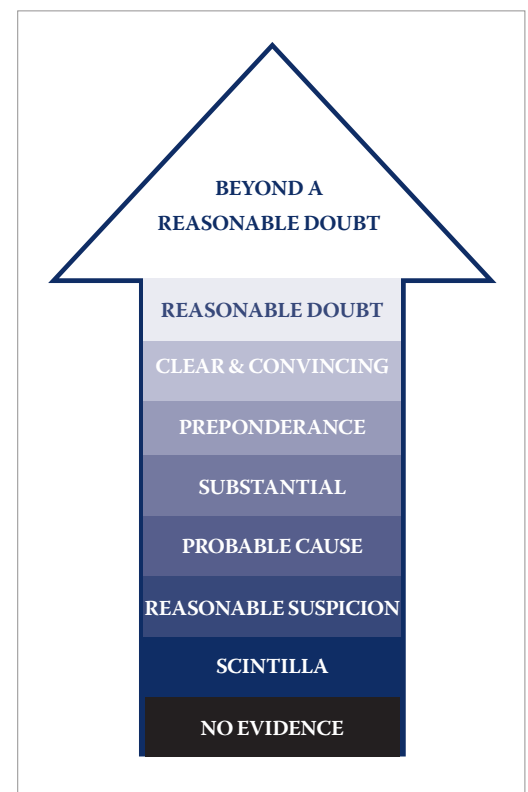 BEYOND A
REASONABLE DOUBT
REASONABLE DOUBT
CLEAR & CONVINCING
PREPONDERANCE
SUBSTANTIAL
PROBABLE CAUSE
REASONABLE SUSPICION
SCINTILLA
NO EVIDENCE